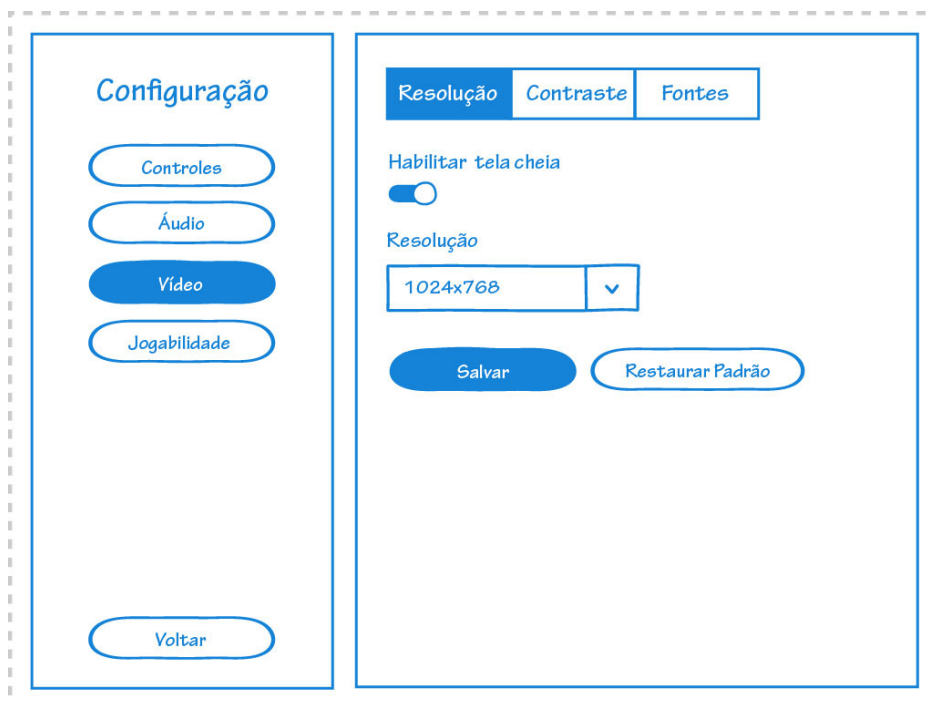 Configuração
Controles
Áudio
Vídeo
Jogabilidade
Voltar
Resolução Contraste Fontes
Habilitar tela cheia
Resolução
1024x768
Salvar Restaurar Padrão